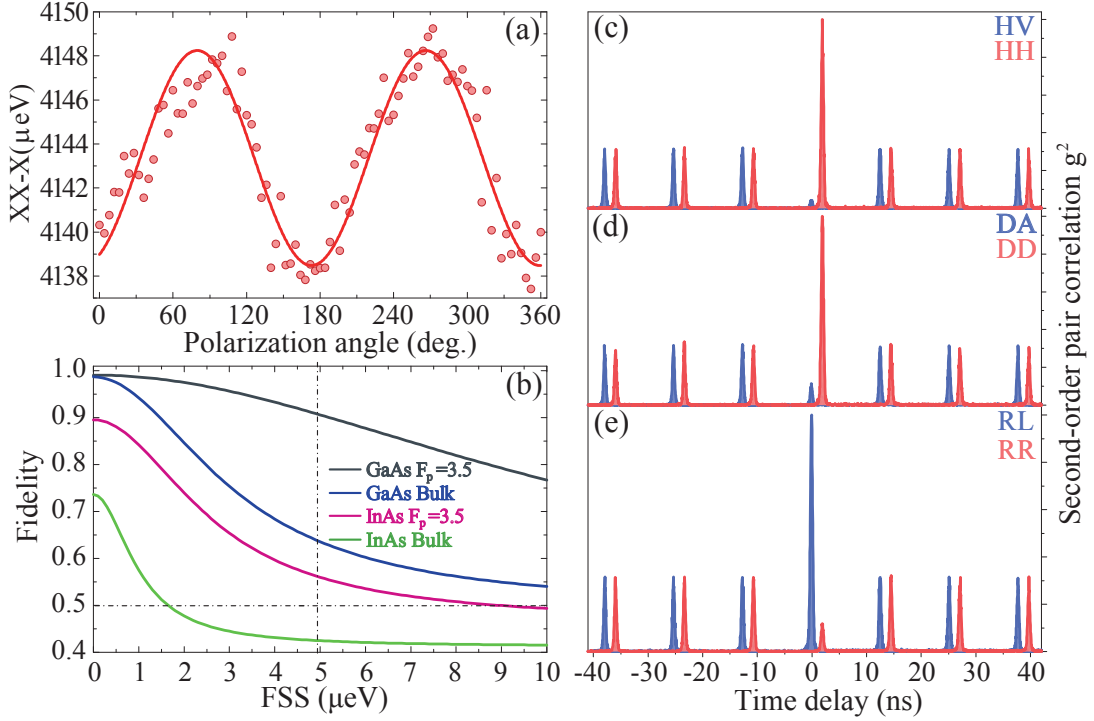 (a)
4150
4148
4146
4144
4142
4140
4138
XX-X(μeV)
0 60 120 180 240 300 360
Polarization angle (deg.)
(b)
1.0
0.9
0.8
0.7
0.6
0.5
0.4
Fidelity
GaAs Fp=3.5
GaAs Bulk
InAs Fp=3.5
InAs Bulk
0 1 2 3 4 5 6 7 8 9 10
FSS (μeV)
(c)
HV
HH
(d)
DA
DD
(e)
RL
RR
-40 -30 -20 -10 0 10 20 30 40
Time delay (ns)
Second-order pair correlation g²